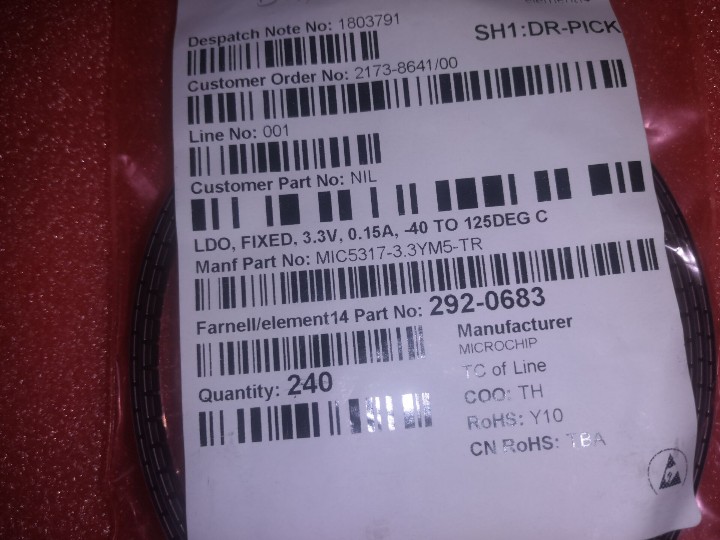 Despatch Note No: 1803791
SH1:DR-PICK
Customer Order No: 2173-8641/00
Line No: 001
Customer Part No: NIL
LDO, FIXED, 3.3V, 0.15A, -40 TO 125DEG C
Manf Part No: MIC5317-3.3YM5-TR
Farnell/element14 Part No: 292-0683
Manufacturer
MICROCHIP
TC of Line
Quantity: 240
COO: TH
RoHS: Y10
CN RoHS: TBA